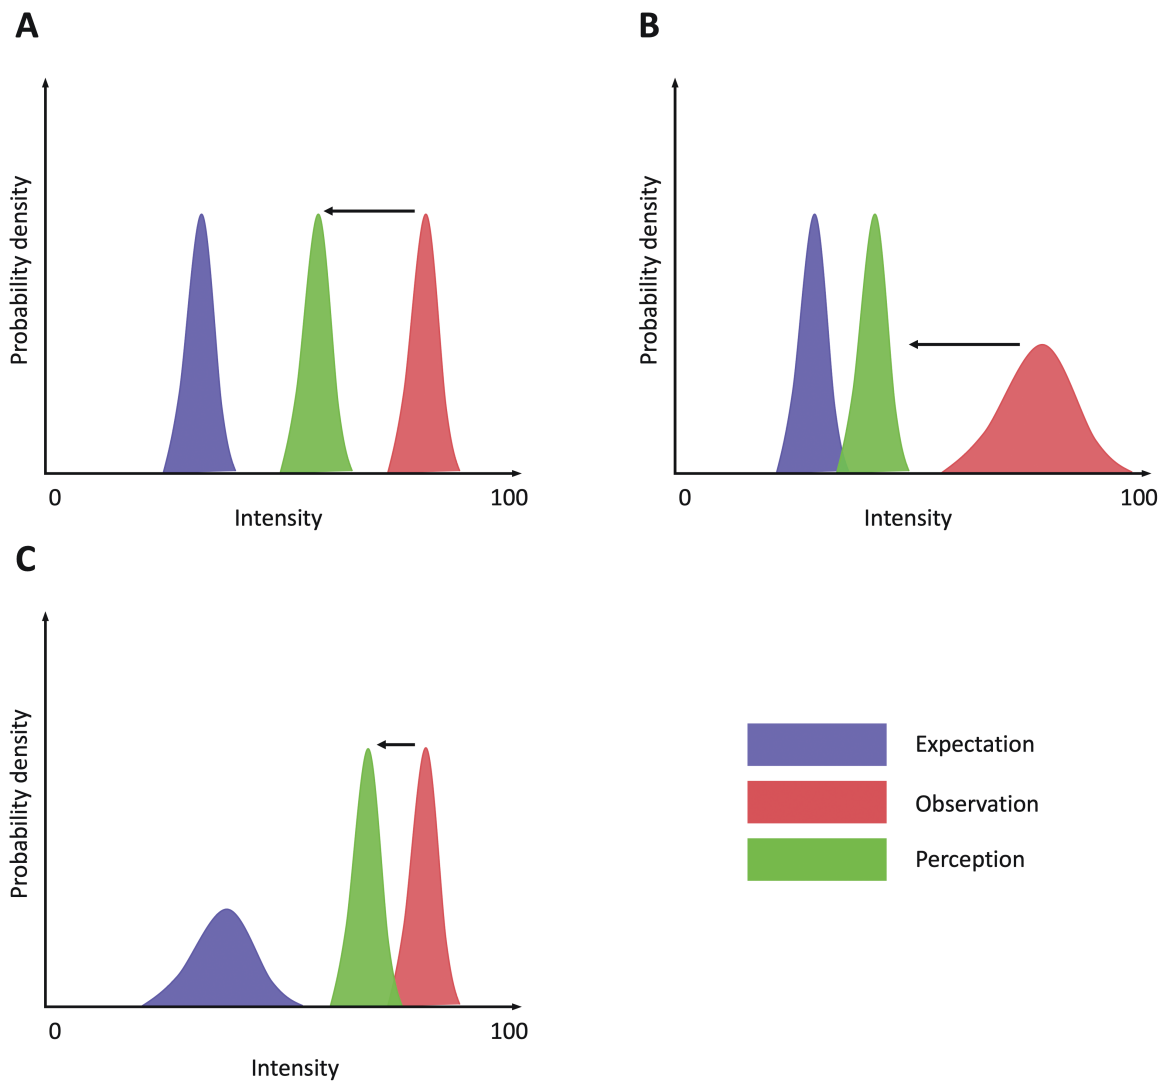 A
Probability density
0
100
Intensity
B
Probability density
0
100
Intensity
C
Probability density
0
100
Intensity
Expectation
Observation
Perception